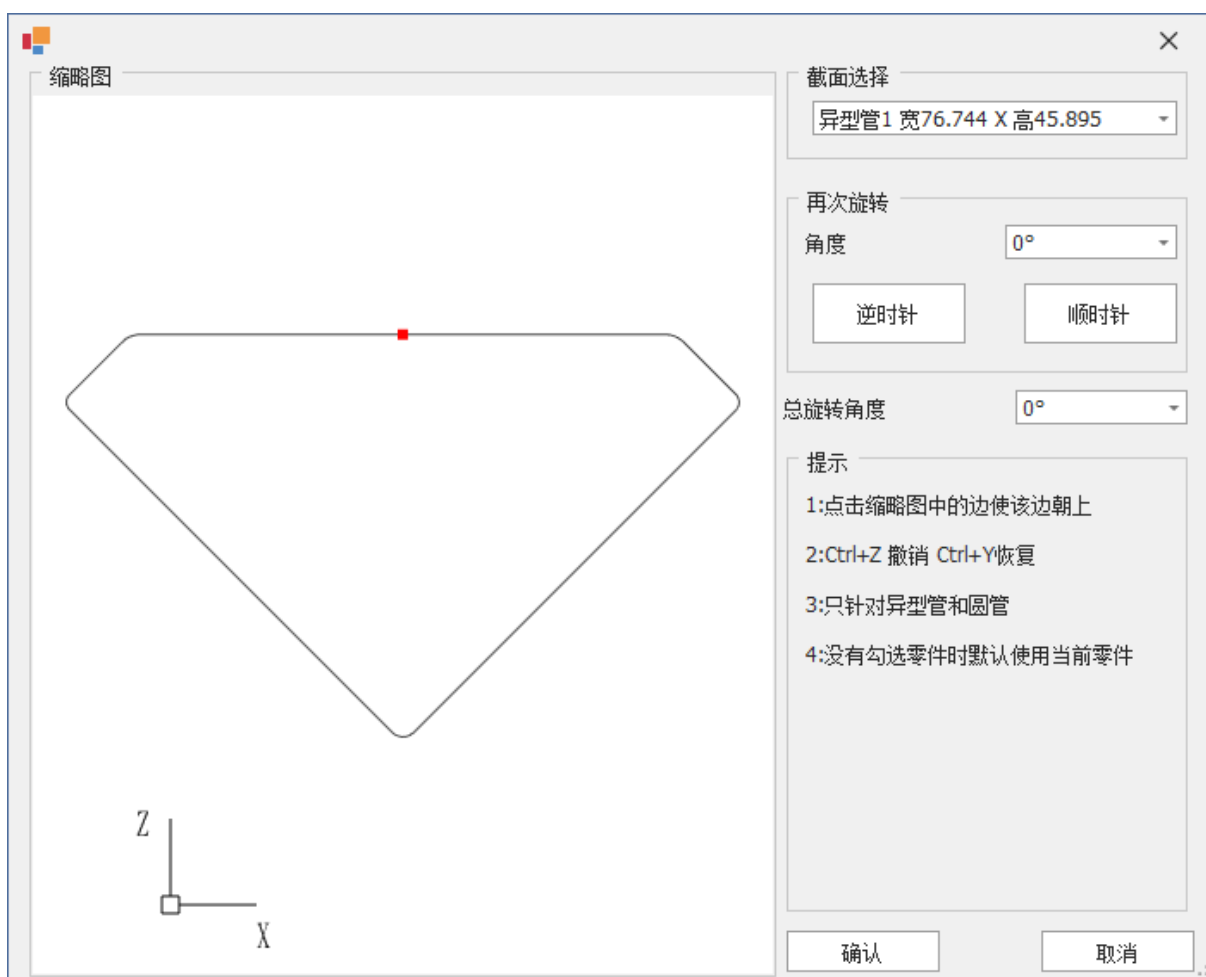 缩略图
Z
X
截面选择
异型管1 宽76.744 X 高45.895
再次旋转
角度
0°
逆时针
顺时针
总旋转角度
0°
提示
1:点击缩略图中的边使该边朝上
2:Ctrl+Z 撤销 Ctrl+Y恢复
3:只针对异型管和圆管
4:没有勾选零件时默认使用当前零件
确认
取消